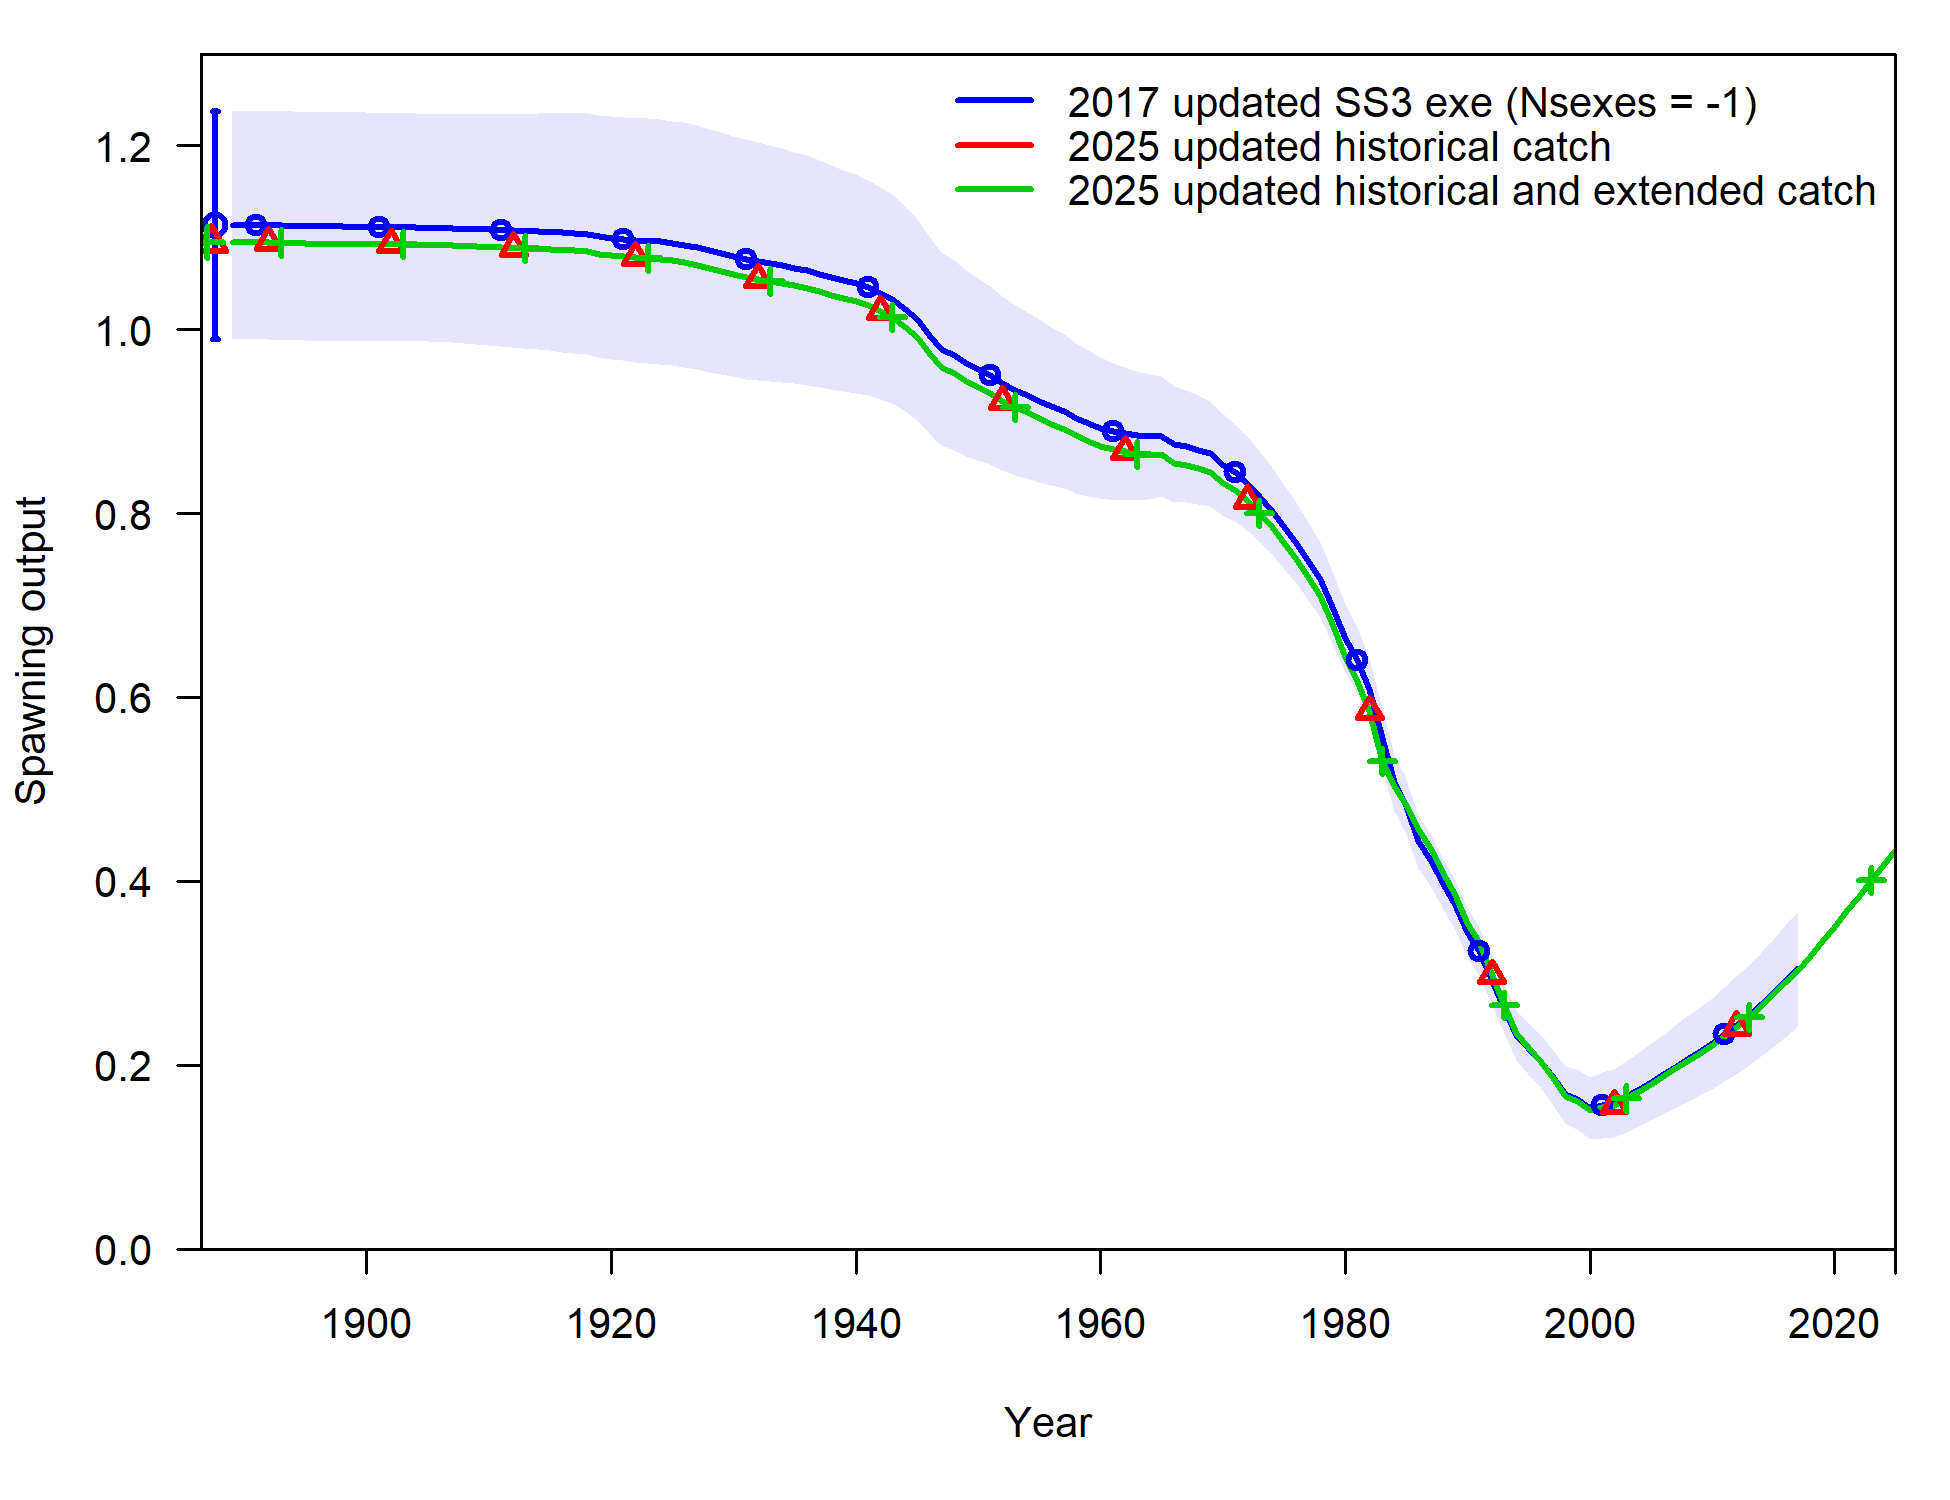 2017 updated SS3 exe (Nsexes = -1)
2025 updated historical catch
2025 updated historical and extended catch
Spawning output
1.2
1.0
0.8
0.6
0.4
0.2
0.0
1900 1920 1940 1960 1980 2000 2020
Year